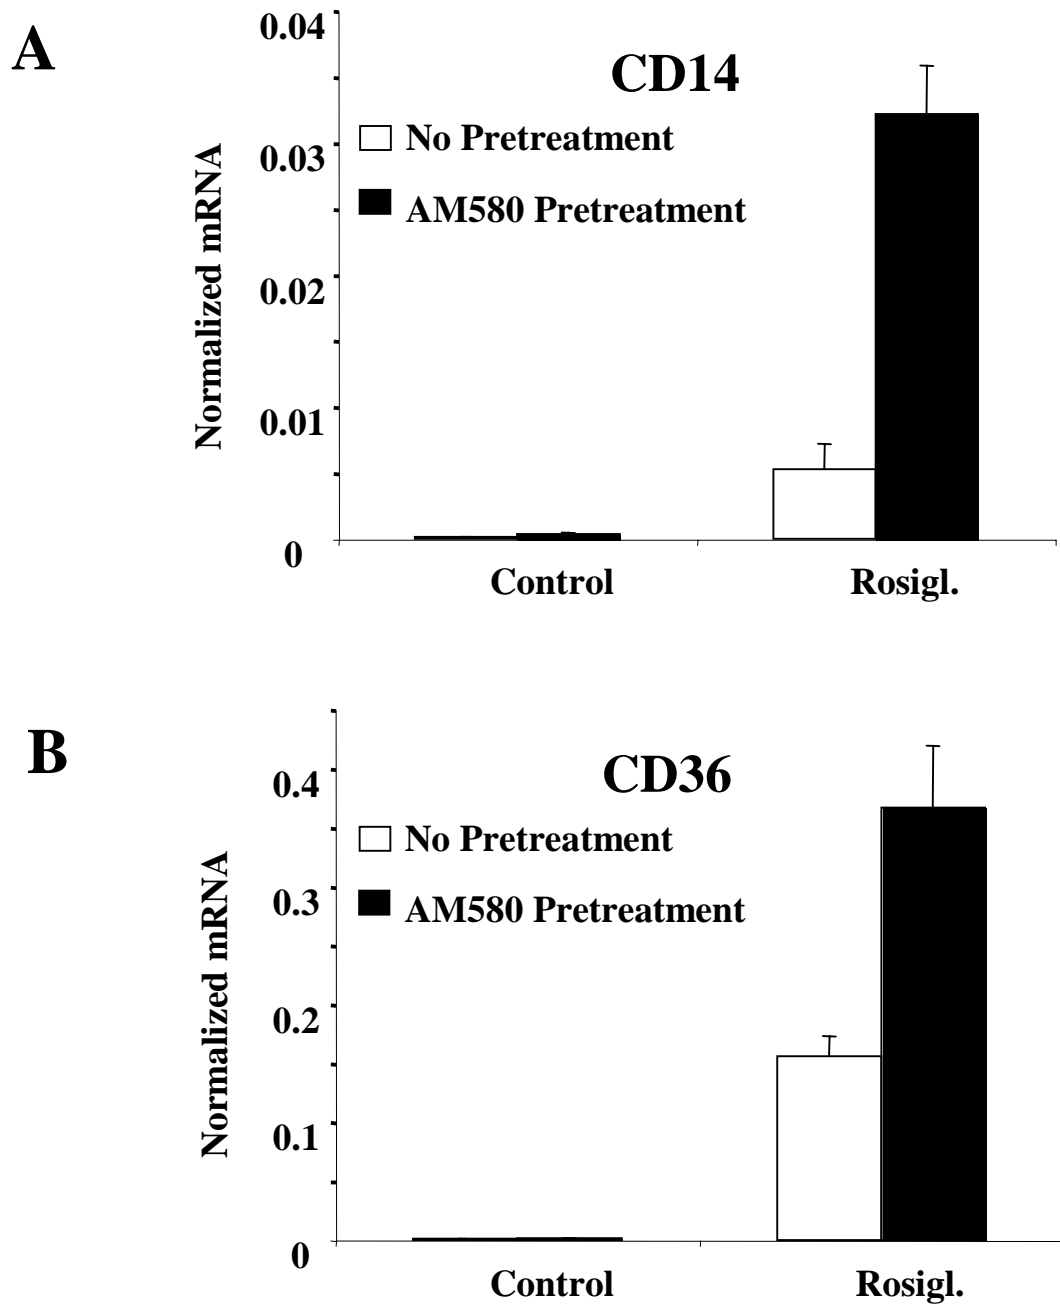 A
CD14
No Pretreatment
AM580 Pretreatment
Normalized mRNA
0.04
0.03
0.02
0.01
0
Control Rosigl.
B
CD36
No Pretreatment
AM580 Pretreatment
Normalized mRNA
0.4
0.3
0.2
0.1
0
Control Rosigl.